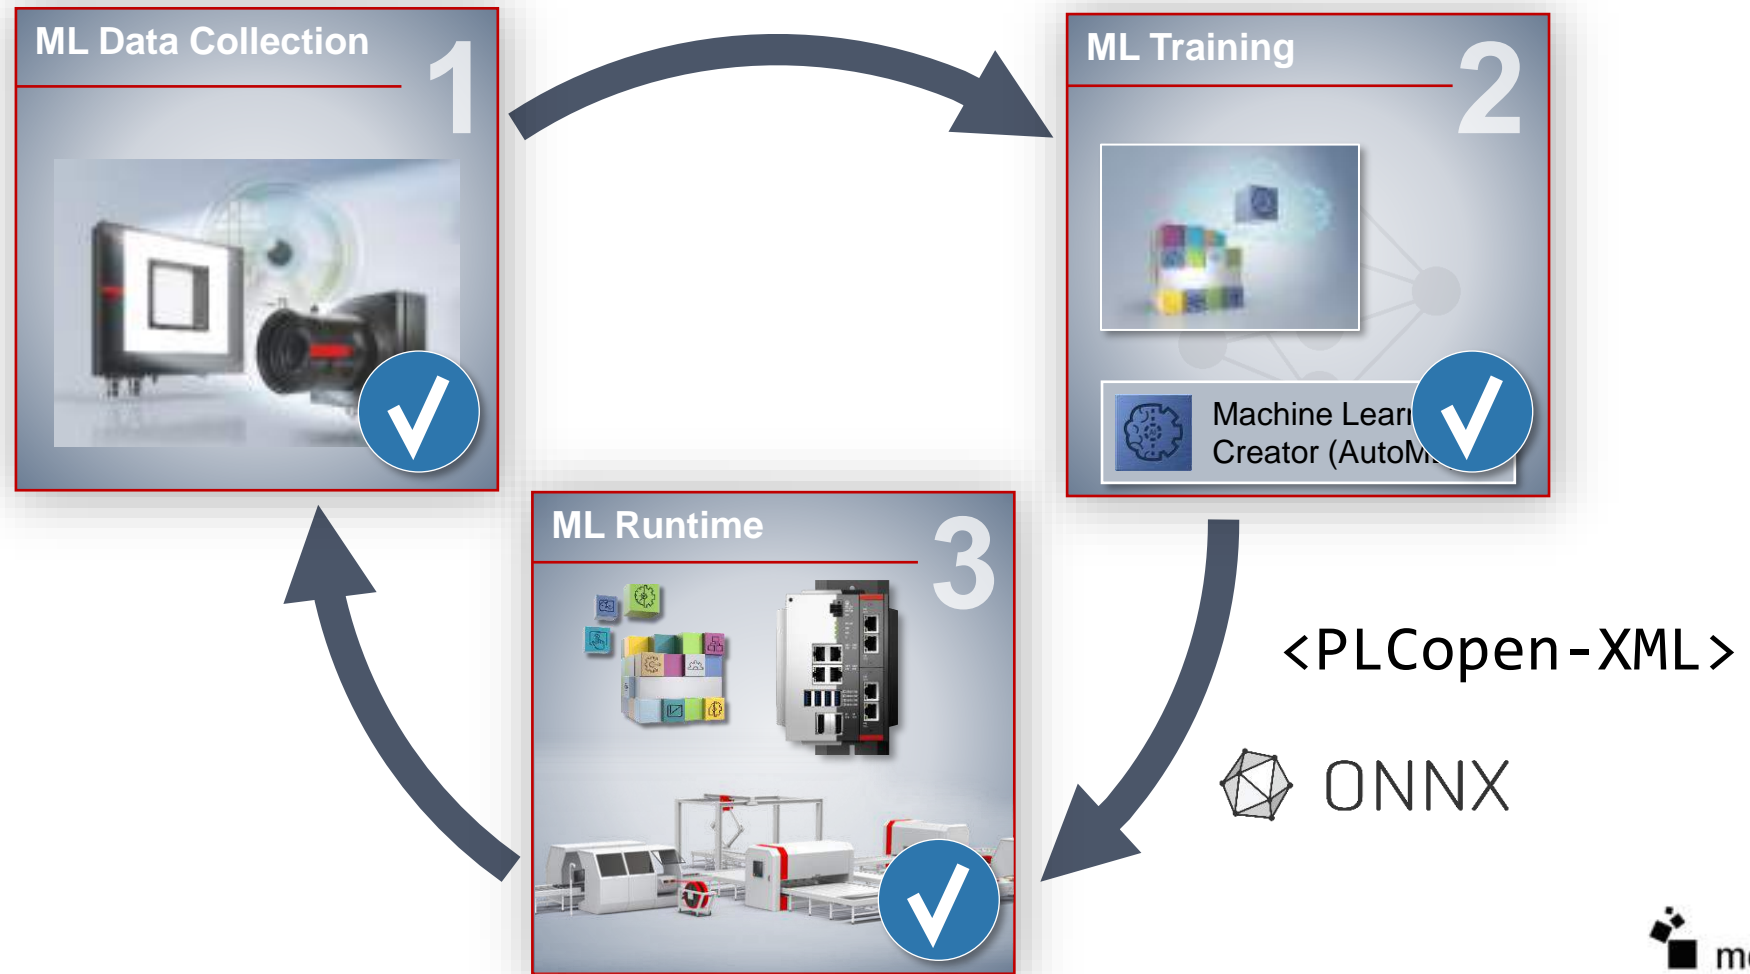 ML Data Collection
1
ML Training
2
Machine Lear
Creator (AutoM
ML Runtime
3
<PLCopen-XML>
ONNX